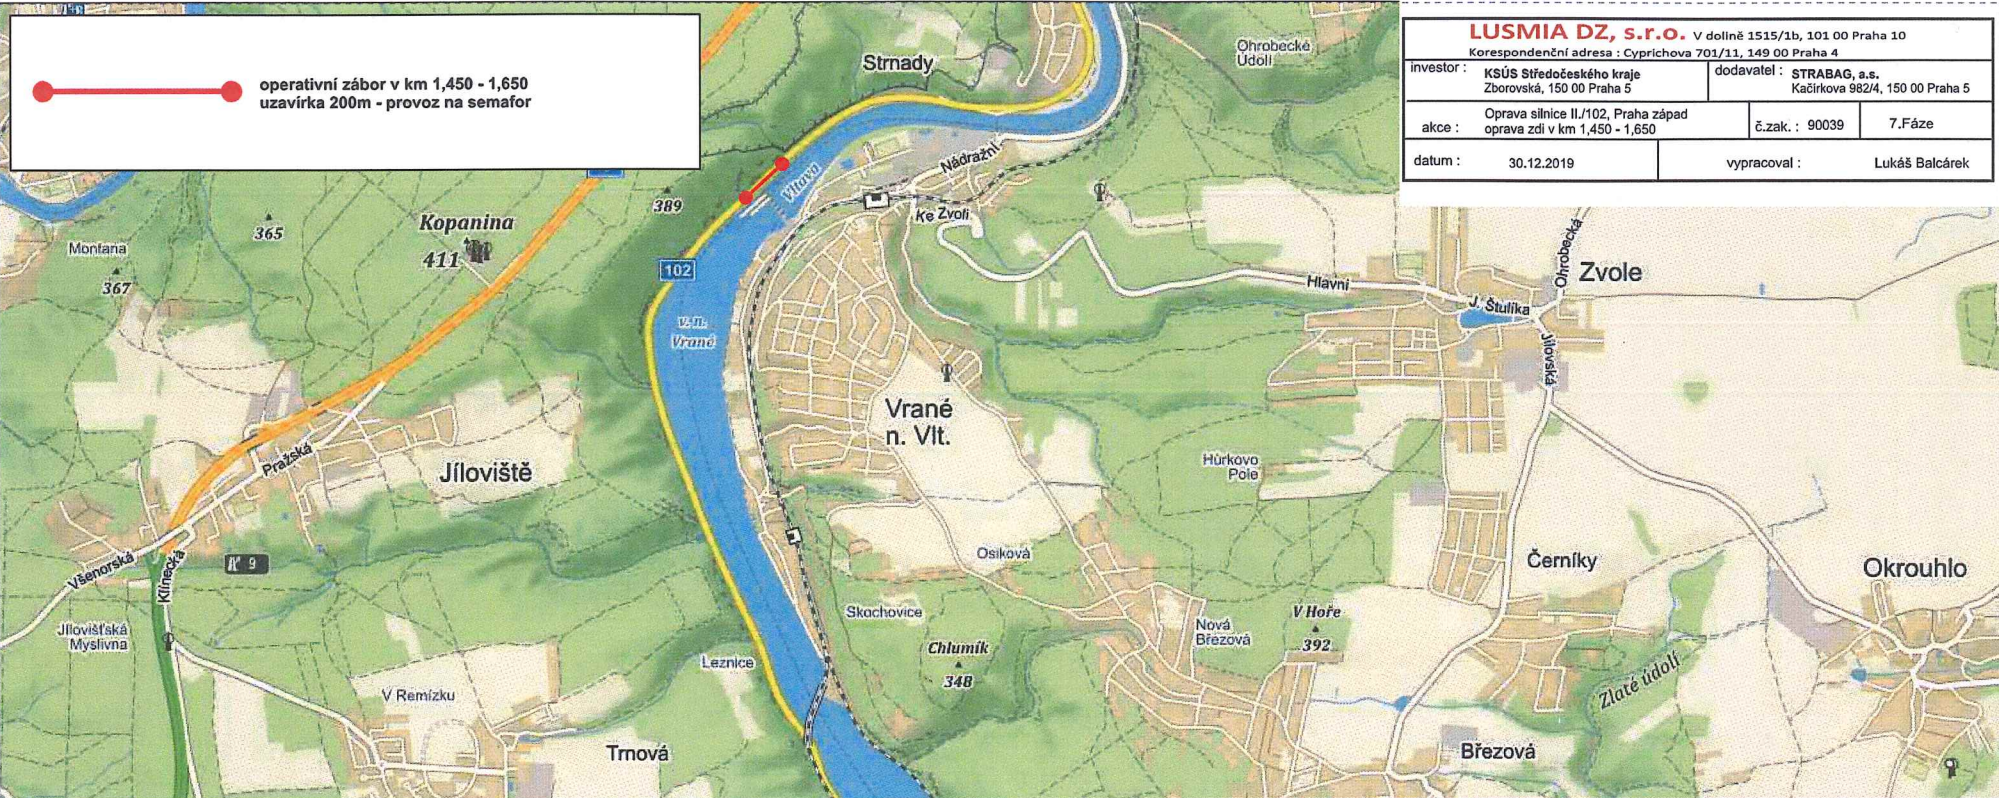 operativní zábor v km 1,450 - 1,650
uzavírka 200m - provoz na semafor
LUSMIA DZ, s.r.o. V dolině 1515/1b, 101 00 Praha 10
Korespondenční adresa : Cyprichova 701/11, 149 00 Praha 4
investor : KSÚS Středočeského kraje
Zborovská, 150 00 Praha 5
dodavatel : STRABAG, a.s.
Kačirkova 982/4, 150 00 Praha 5
akce : Oprava silnice II./102, Praha západ
oprava zdi v km 1,450 - 1,650
č.zak. : 90039
7.Fáze
datum : 30.12.2019
vypracoval : Lukáš Balcárek
Strnady
Ohrobecké
Údolí
Nádražní
Vltava
389
Kopanina
411
365
Montana
367
Ke Zvoli
102
Hlavní
Ohrobecká
Zvole
J. Štulíka
Jílovská
v. n.
Vrané
Vrané
n. Vlt.
Pražská
Jíloviště
Hůrkovo
Pole
Osiková
Černíky
Okrouhlo
Všenorská
Klínecká
9
Skochovice
V Hoře
392
Nová
Březová
Jílovišťská
Myslivna
Chlumík
348
Leznice
V Remízku
Zlaté údolí
Trnová
Březová